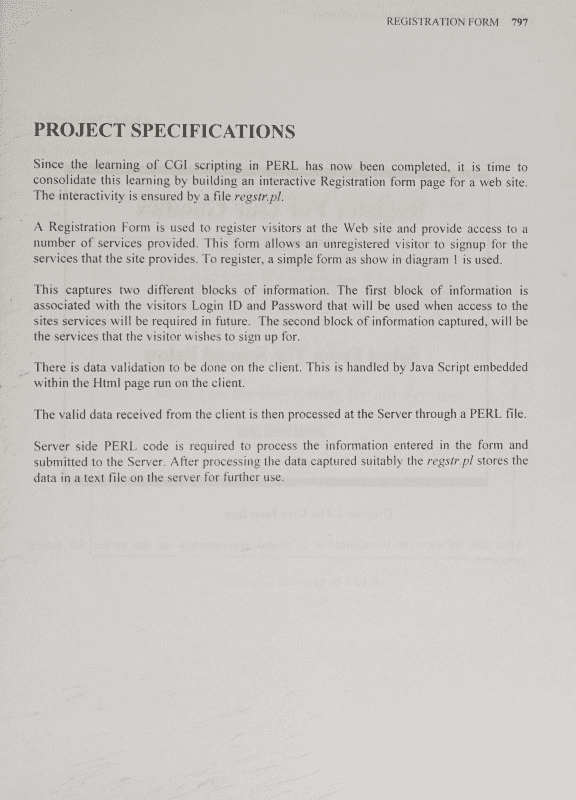 REGISTRATION FORM 797
PROJECT SPECIFICATIONS
Since the learning of CGI scripting in PERL has now been completed, it is time to
consolidate this learning by building an interactive Registration form page for a web site.
The interactivity is ensured by a file regstr.pl.
A Registration Form is used to register visitors at the Web site and provide access to a
number of services provided. This form allows an unregistered visitor to signup for the
services that the site provides. To register, a simple form as show in diagram 1 is used.
This captures two different blocks of information. The first block of information is
associated with the visitors Login ID and Password that will be used when access to the
sites services will be required in future. The second block of information captured, will be
the services that the visitor wishes to sign up for.
There is data validation to be done on the client. This is handled by Java Script embedded
within the Html page run on the client.
The valid data received from the client is then processed at the Server through a PERL file.
Server side PERL code is required to process the information entered in the form and
submitted to the Server. After processing the data captured suitably the regstr.pl stores the
data in a text file on the server for further use.